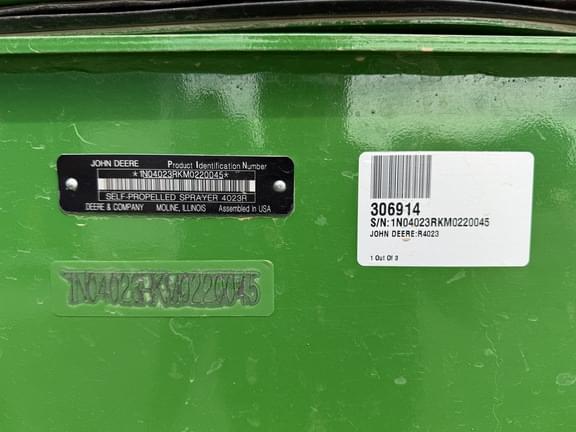 JOHN DEERE Product Identification Number
*1N04023RKM0220045*
SELF-PROPELLED SPRAYER 4023R
DEERE & COMPANY MOLINE, ILLINOIS Assembled in USA
1N04023RKM0220045
306914
S/N:1N04023RKM0220045
JOHN DEERE:R4023
1 Out Of 3